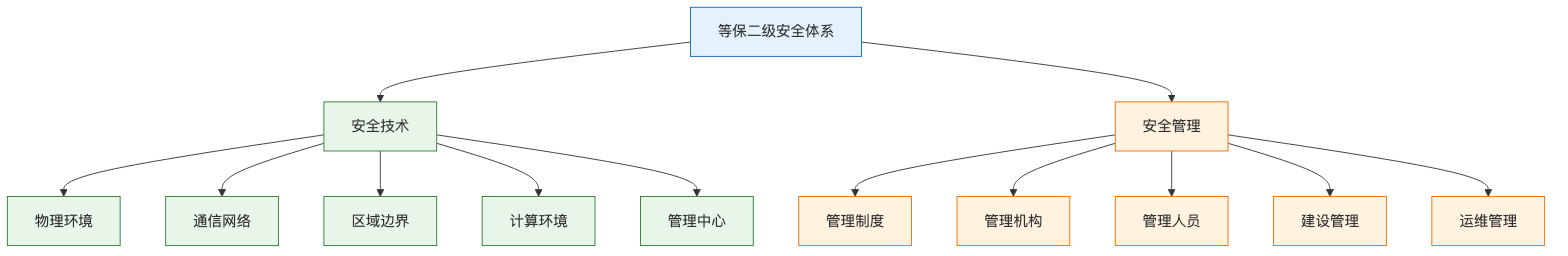 等保二级安全体系
安全技术
安全管理
物理环境
通信网络
区域边界
计算环境
管理中心
管理制度
管理机构
管理人员
建设管理
运维管理